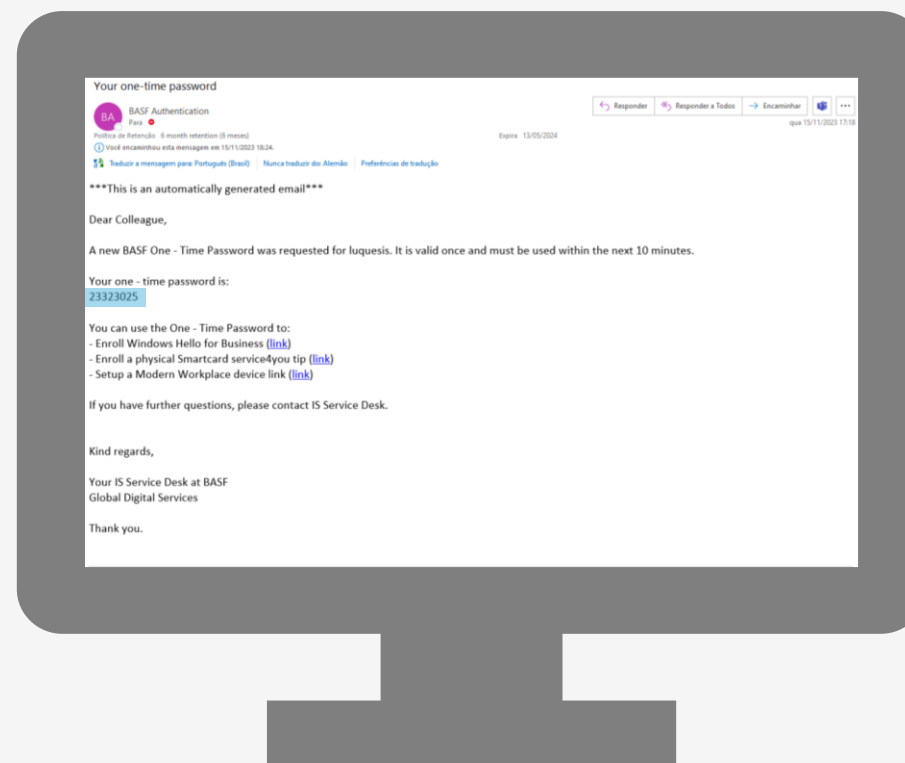 Your one-time password
BA
BASF Authentication
Para
Responder
Responder a Todos
Encaminhar
qua 15/11/2023 17:18
Política de Retenção 6 month retention (6 meses)
Expira 13/05/2024
Você encaminhou esta mensagem em 15/11/2023 18:24.
Traduzir a mensagem para: Português (Brasil) Nunca traduzir do: Alemão Preferências de tradução
***This is an automatically generated email***
Dear Colleague,
A new BASF One - Time Password was requested for luquesis. It is valid once and must be used within the next 10 minutes.
Your one - time password is:
23323025
You can use the One - Time Password to:
- Enroll Windows Hello for Business (link)
- Enroll a physical Smartcard service4you tip (link)
- Setup a Modern Workplace device link (link)
If you have further questions, please contact IS Service Desk.
Kind regards,
Your IS Service Desk at BASF
Global Digital Services
Thank you.